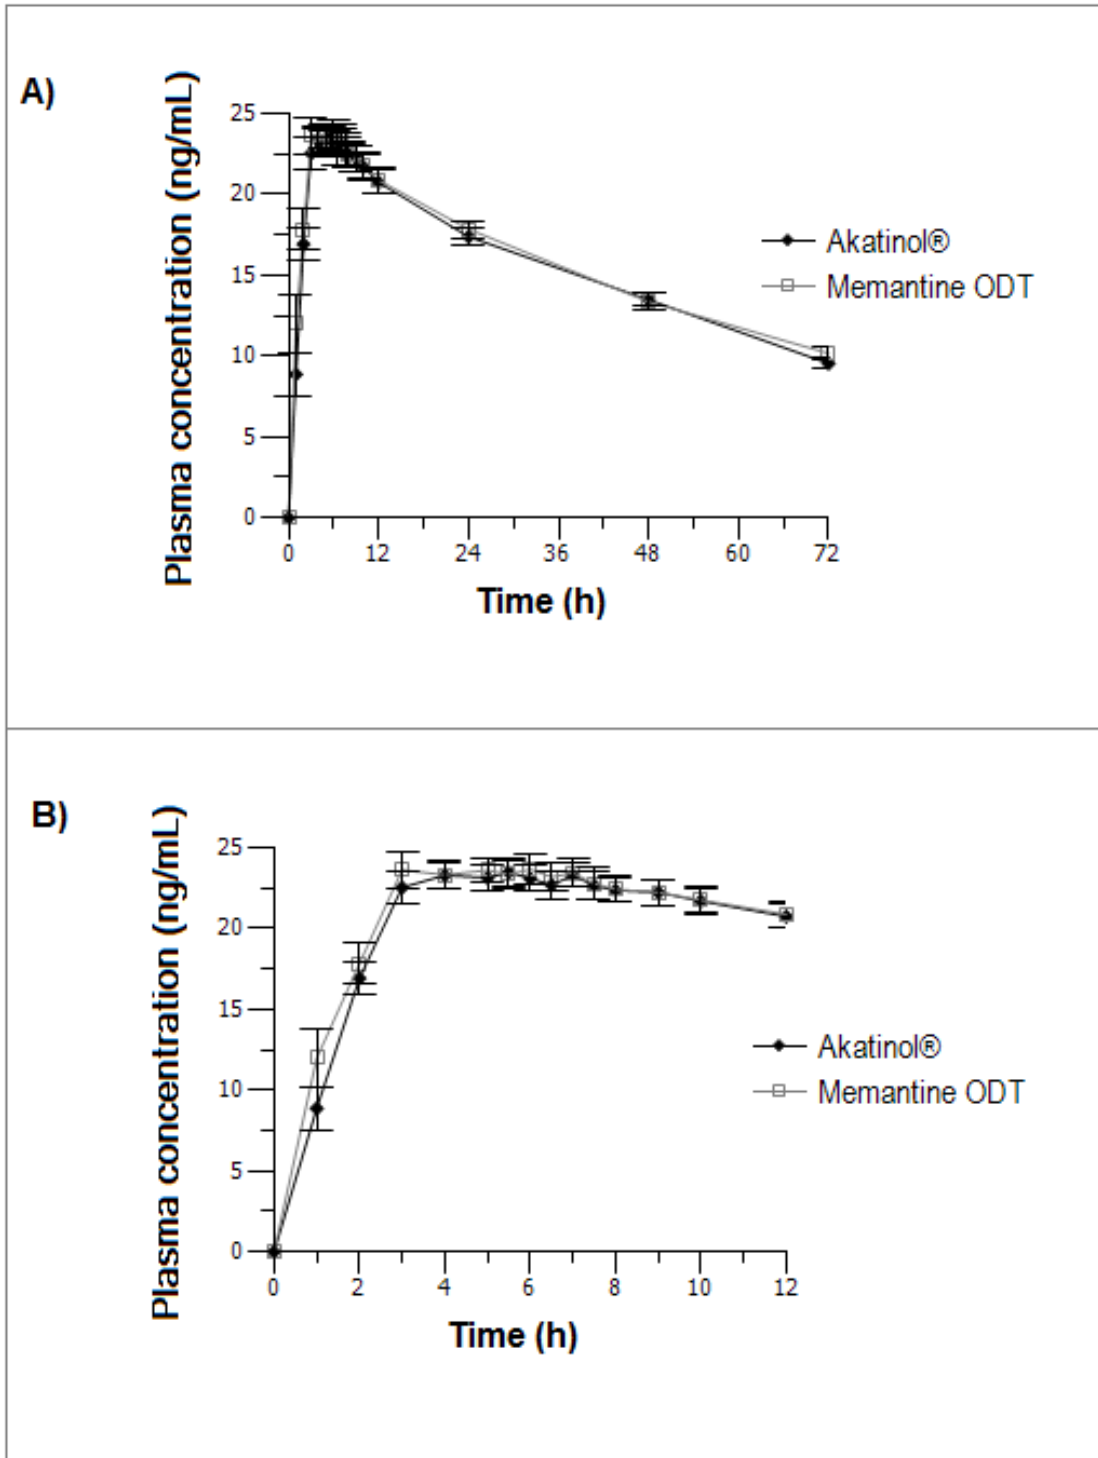 A)
Plasma concentration (ng/mL)
25
20
15
10
5
0
0 12 24 36 48 60 72
Time (h)
Akatinol®
Memantine ODT
B)
Plasma concentration (ng/mL)
25
20
15
10
5
0
0 2 4 6 8 10 12
Time (h)
Akatinol®
Memantine ODT